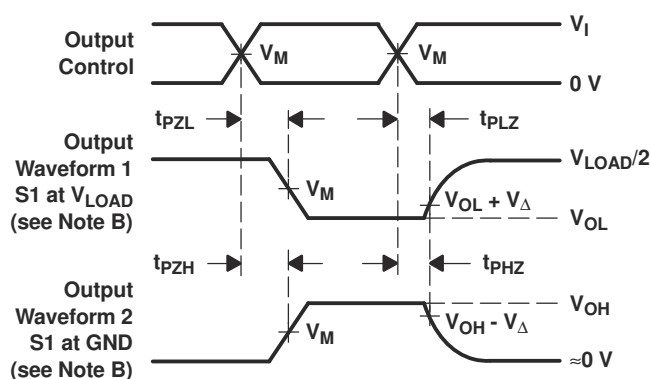 Output
Control
V_M
V_M
V_I
0 V
t_PZL
t_PLZ
Output
Waveform 1
S1 at V_LOAD
(see Note B)
V_M
V_LOAD/2
V_OL + V_Δ
V_OL
t_PZH
t_PHZ
Output
Waveform 2
S1 at GND
(see Note B)
V_M
V_OH
V_OH - V_Δ
≈0 V